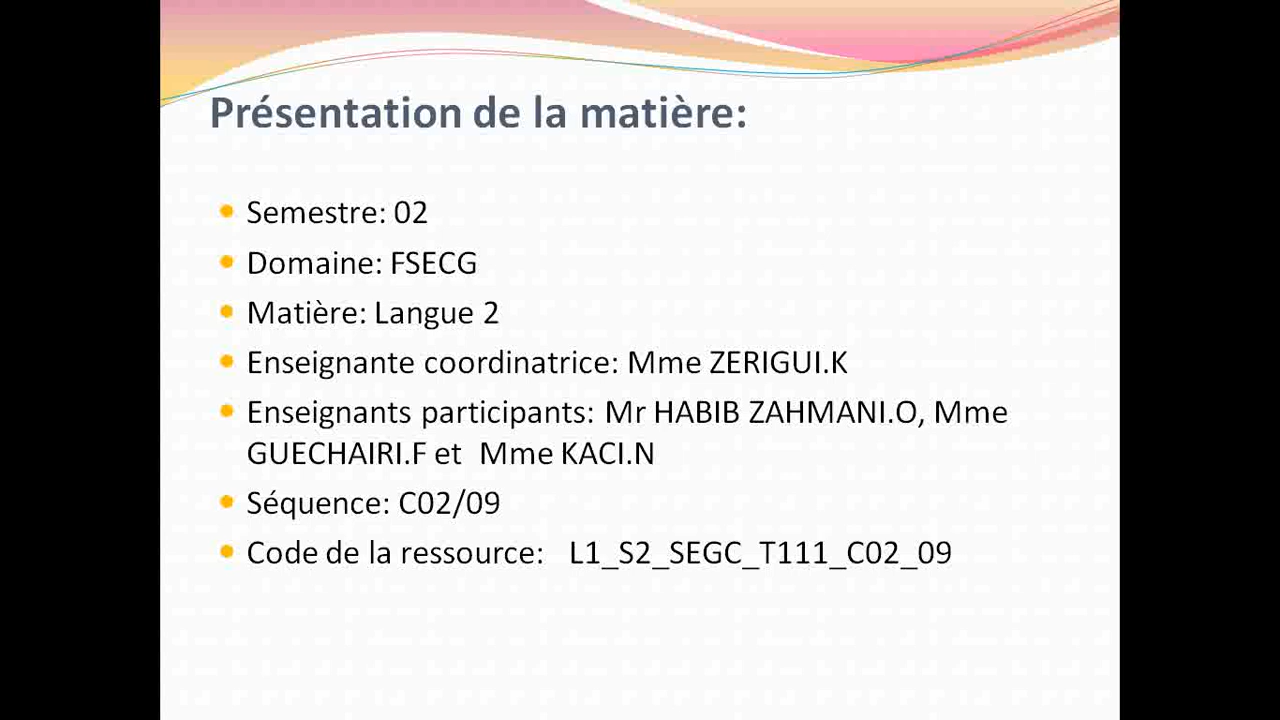 Présentation de la matière:
Semestre: 02
Domaine: FSECG
Matière: Langue 2
Enseignante coordinatrice: Mme ZERIGUI.K
Enseignants participants: Mr HABIB ZAHMANI.O, Mme
GUECHAIRI.F et Mme KACI.N
Séquence: C02/09
Code de la ressource: L1_S2_SEGC_T111_C02_09